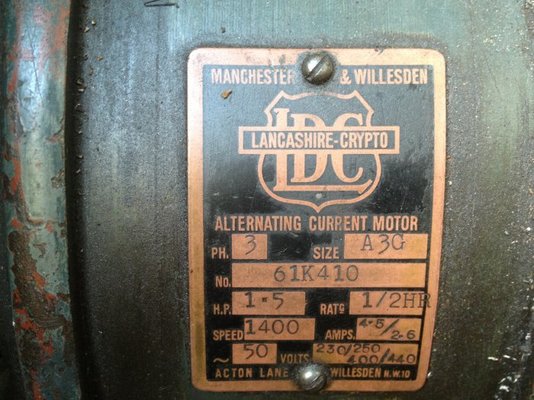 MANCHESTER & WILLESDEN
LDC
LANCASHIRE-CRYPTO
ALTERNATING CURRENT MOTOR
PH. 3 SIZE A3G
No. 61K410
H.P. 1·5 RATG 1/2HR
SPEED 1400 AMPS. 4·5/2·6
~ 50 VOLTS 230/250 400/440
ACTON LANE WILLESDEN N.W.10